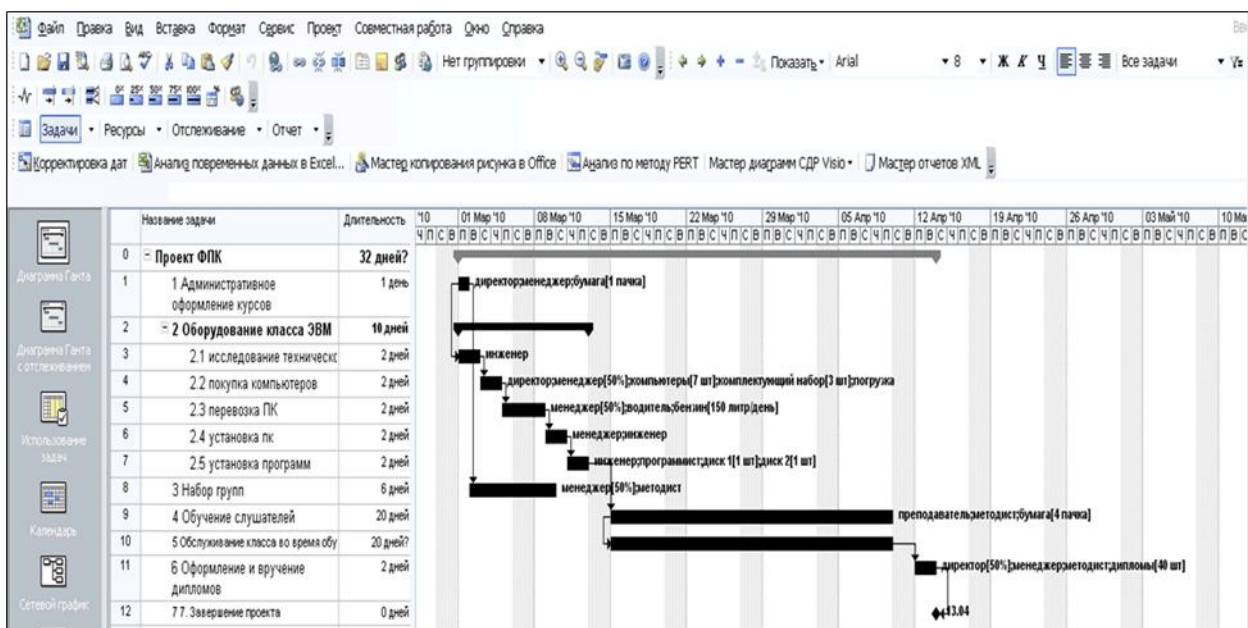 Файл Правка Вид Вставка Формат Сервис Проект Совместная работа Окно Справка
Нет группировки Показать Arial 8 Ж К Ч Все задачи
0% 25% 50% 75% 100%
Задачи Ресурсы Отслеживание Отчет
Корректировка дат Анализ повременных данных в Excel... Мастер копирования рисунка в Office Анализ по методу PERT Мастер диаграмм СДР Visio Мастер отчетов XML
Название задачи Длительность '10 01 Мар '10 08 Мар '10 15 Мар '10 22 Мар '10 29 Мар '10 05 Апр '10 12 Апр '10 19 Апр '10 26 Апр '10 03 Май '10 10 Ма
Ч П С В П В С Ч П С В П В С Ч П С В П В С Ч П С В П В С Ч П С В П В С Ч П С В П В С Ч П С В П В С Ч П С В П В С Ч П С В П В С Ч П С В П В С Ч П С В П В С
0 Проект ФПК 32 дней?
1 1 Административное оформление курсов 1 день директор;менеджер;бумага[1 пачка]
2 2 Оборудование класса ЭВМ 10 дней
3 2.1 исследование техническо 2 дней инженер
4 2.2 покупка компьютеров 2 дней директор;менеджер[50%];компьютеры[7 шт];комплектующий набор[3 шт];погрузка
5 2.3 перевозка ПК 2 дней менеджер[50%];водитель;бензин[150 литр/день]
6 2.4 установка пк 2 дней менеджер;инженер
7 2.5 установка программ 2 дней инженер;программист;диск 1[1 шт];диск 2[1 шт]
8 3 Набор групп 6 дней менеджер[50%];методист
9 4 Обучение слушателей 20 дней преподаватель;методист;бумага[4 пачка]
10 5 Обслуживание класса во время обу 20 дней?
11 6 Оформление и вручение дипломов 2 дней директор[50%];менеджер;методист;дипломы[40 шт]
12 7 7. Завершение проекта 0 дней 13.04
Диаграмма Ганта
Диаграмма Ганта
с отслеживанием
Использование
задач
Календарь
Сетевой график